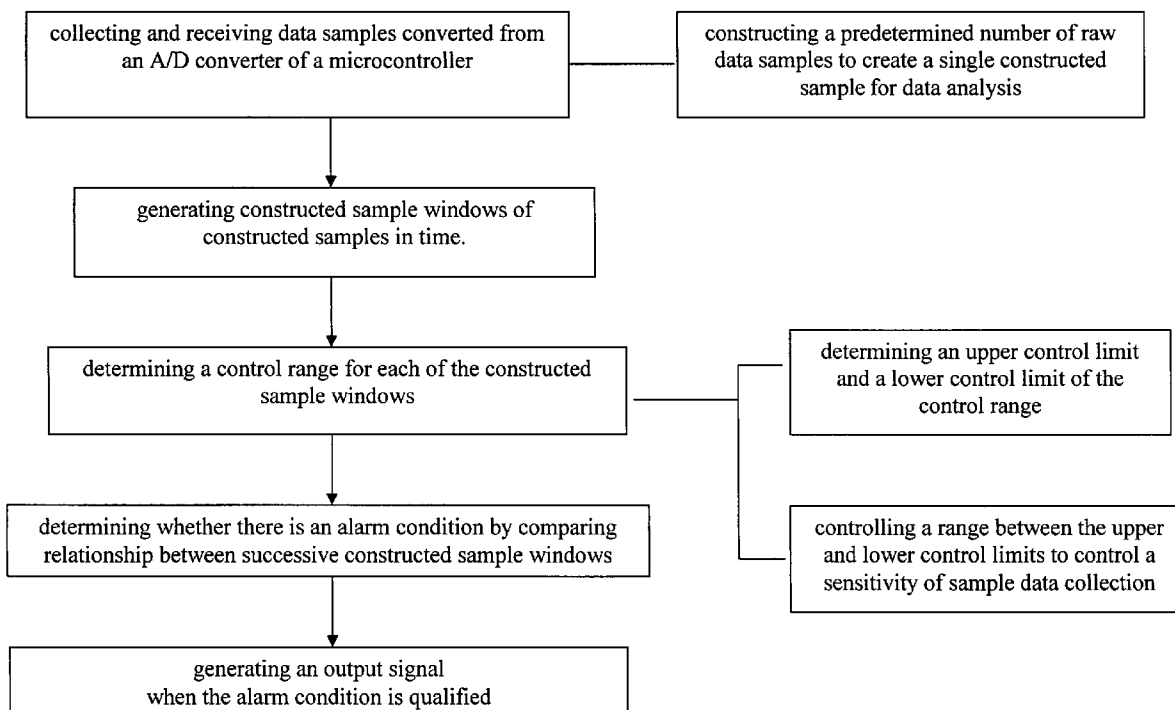 collecting and receiving data samples converted from
an A/D converter of a microcontroller
constructing a predetermined number of raw
data samples to create a single constructed
sample for data analysis
generating constructed sample windows of
constructed samples in time.
determining a control range for each of the constructed
sample windows
determining an upper control limit
and a lower control limit of the
control range
determining whether there is an alarm condition by comparing
relationship between successive constructed sample windows
controlling a range between the upper
and lower control limits to control a
sensitivity of sample data collection
generating an output signal
when the alarm condition is qualified